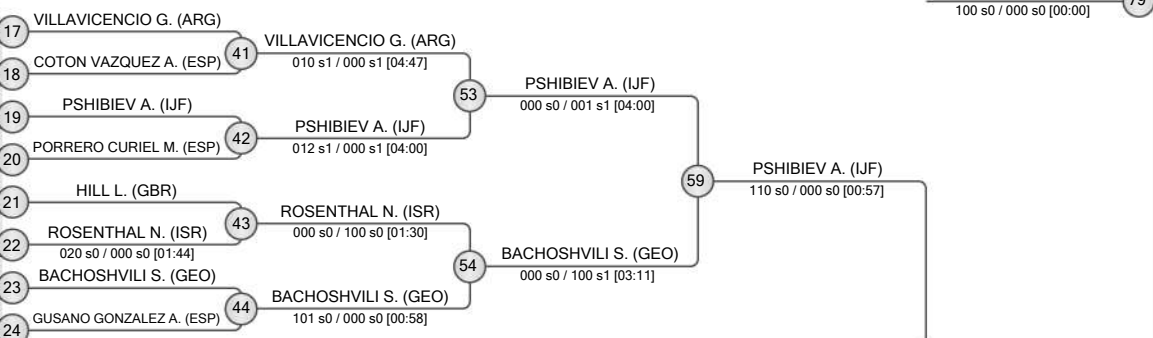 100 s0 / 000 s0 [00:00]
79
17
VILLAVICENCIO G. (ARG)
18
COTON VAZQUEZ A. (ESP)
41
VILLAVICENCIO G. (ARG)
010 s1 / 000 s1 [04:47]
19
PSHIBIEV A. (IJF)
20
PORRERO CURIEL M. (ESP)
42
PSHIBIEV A. (IJF)
012 s1 / 000 s1 [04:00]
53
PSHIBIEV A. (IJF)
000 s0 / 001 s1 [04:00]
21
HILL L. (GBR)
22
ROSENTHAL N. (ISR)
020 s0 / 000 s0 [01:44]
43
ROSENTHAL N. (ISR)
000 s0 / 100 s0 [01:30]
23
BACHOSHVILI S. (GEO)
24
GUSANO GONZALEZ A. (ESP)
44
BACHOSHVILI S. (GEO)
101 s0 / 000 s0 [00:58]
54
BACHOSHVILI S. (GEO)
000 s0 / 100 s1 [03:11]
59
PSHIBIEV A. (IJF)
110 s0 / 000 s0 [00:57]